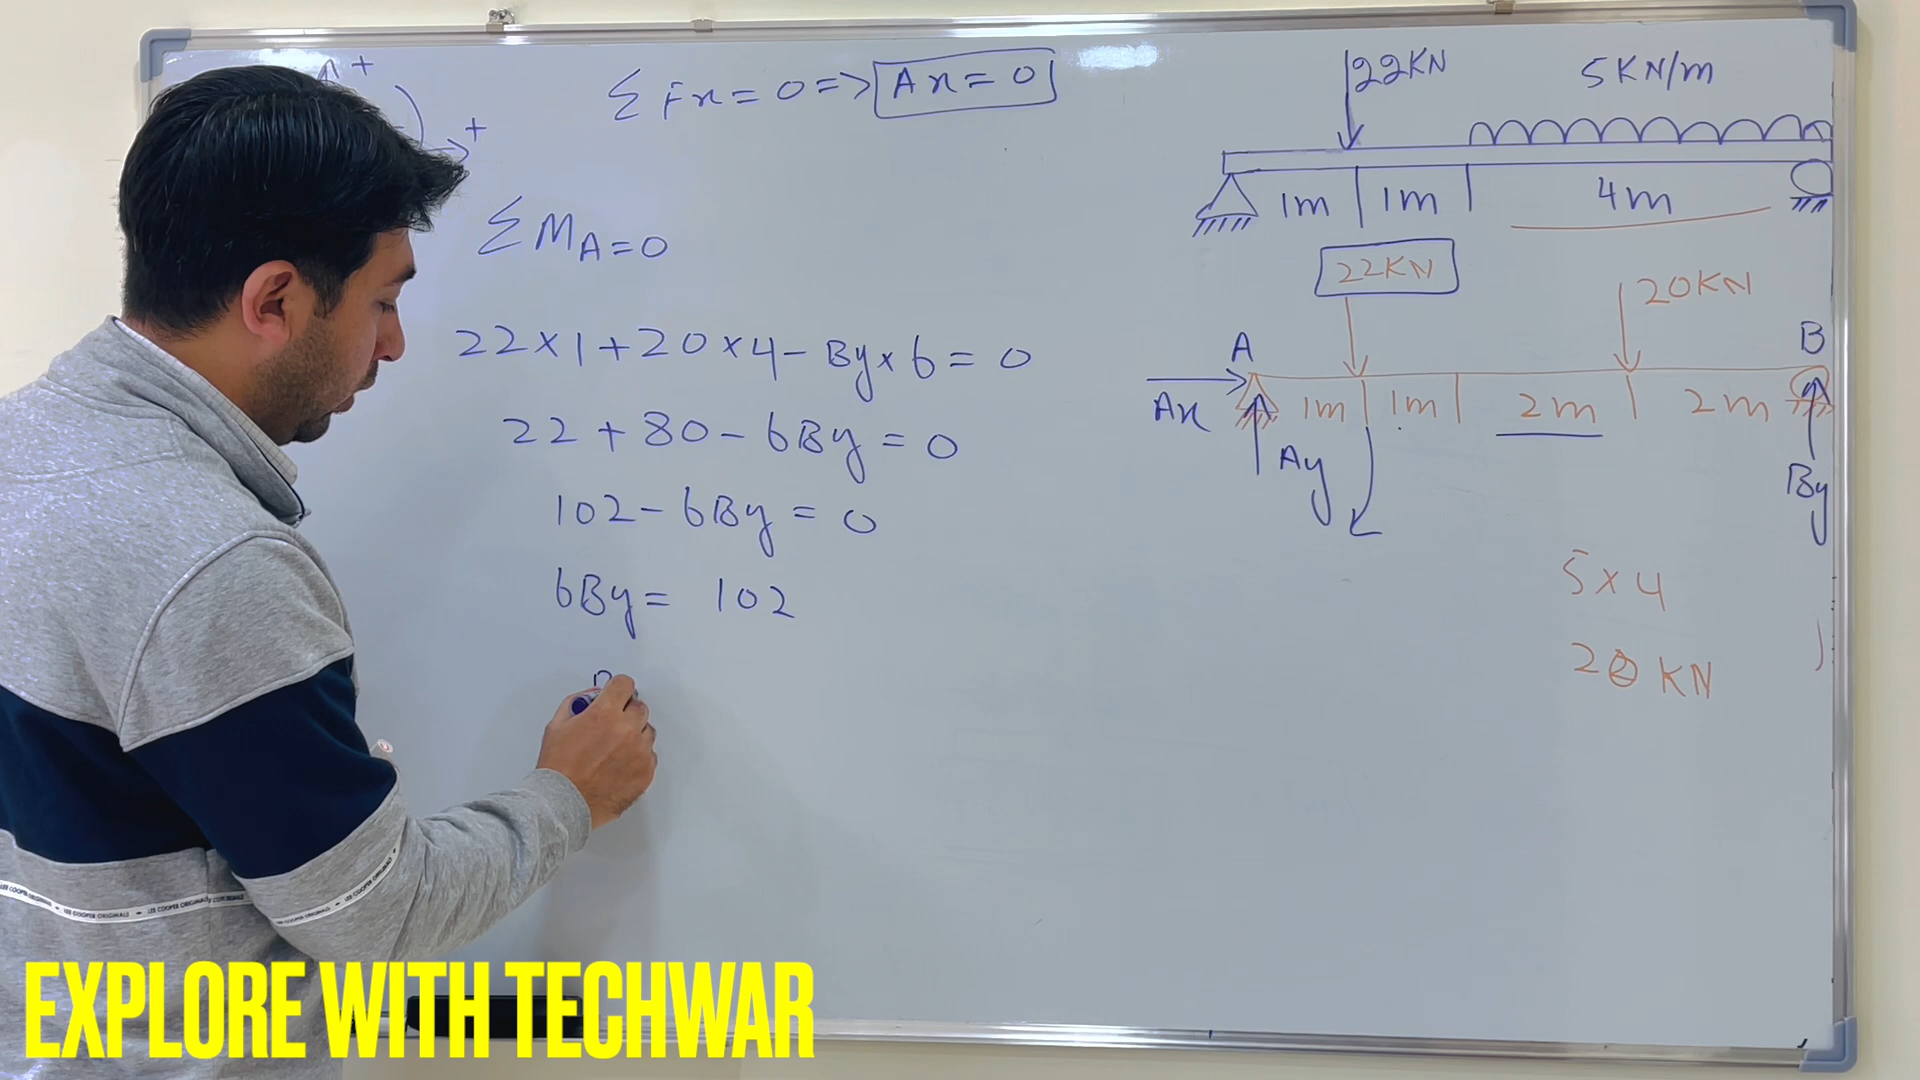 ΣFx=0=> Ax=0
+
+
ΣMA=0
22×1+20×4-By×6=0
22+80-6By=0
102-6By=0
6By=102
B
22KN
5KN/m
1m 1m 4m
22KN
20KN
A
B
Ax
1m 1m 2m 2m
Ay
By
5×4
20 KN
EXPLORE WITH TECHWAR